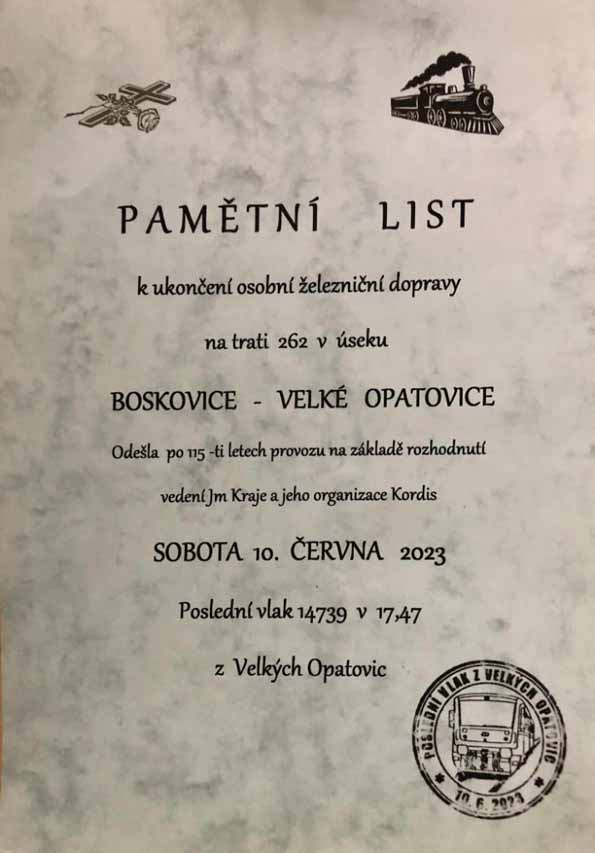 PAMĚTNÍ LIST
k ukončení osobní železniční dopravy
na trati 262 v úseku
BOSKOVICE - VELKÉ OPATOVICE
Odešla po 115 -ti letech provozu na základě rozhodnutí
vedení Jm Kraje a jeho organizace Kordis
SOBOTA 10. ČERVNA 2023
Poslední vlak 14739 v 17,47
z Velkých Opatovic
POSLEDNÍ VLAK Z VELKÝCH OPATOVIC
10. 6. 2023